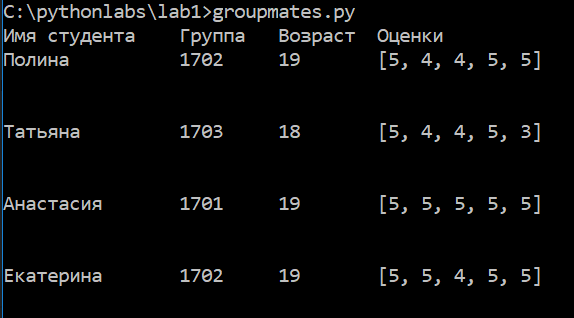 C:\pythonlabs\lab1>groupmates.py
Имя студента    Группа    Возраст  Оценки
Полина          1702      19       [5, 4, 4, 5, 5]
Татьяна         1703      18       [5, 4, 4, 5, 3]
Анастасия       1701      19       [5, 5, 5, 5, 5]
Екатерина       1702      19       [5, 5, 4, 5, 5]